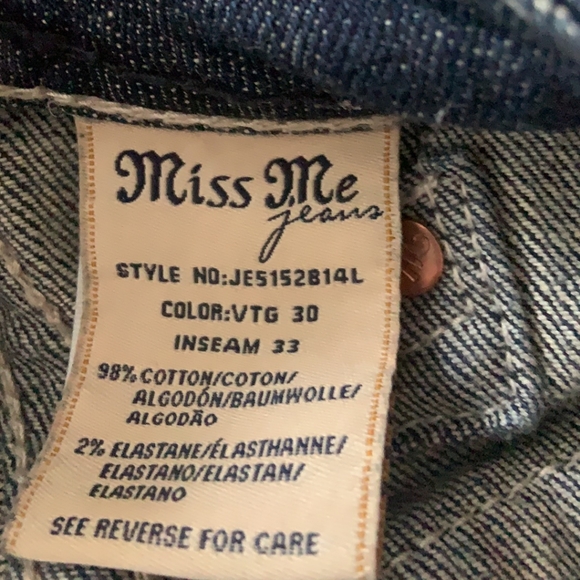 Miss Me
jeans
STYLE NO:JE5152B14L
COLOR:VTG 30
INSEAM 33
98% COTTON/COTON/
ALGODÓN/BAUMWOLLE/
ALGODÃO
2% ELASTANE/ÉLASTHANNE/
ELASTANO/ELASTAN/
ELASTANO
SEE REVERSE FOR CARE